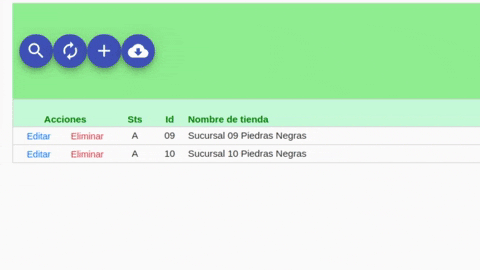 Acciones Sts Id Nombre de tienda
Editar Eliminar A 09 Sucursal 09 Piedras Negras
Editar Eliminar A 10 Sucursal 10 Piedras Negras